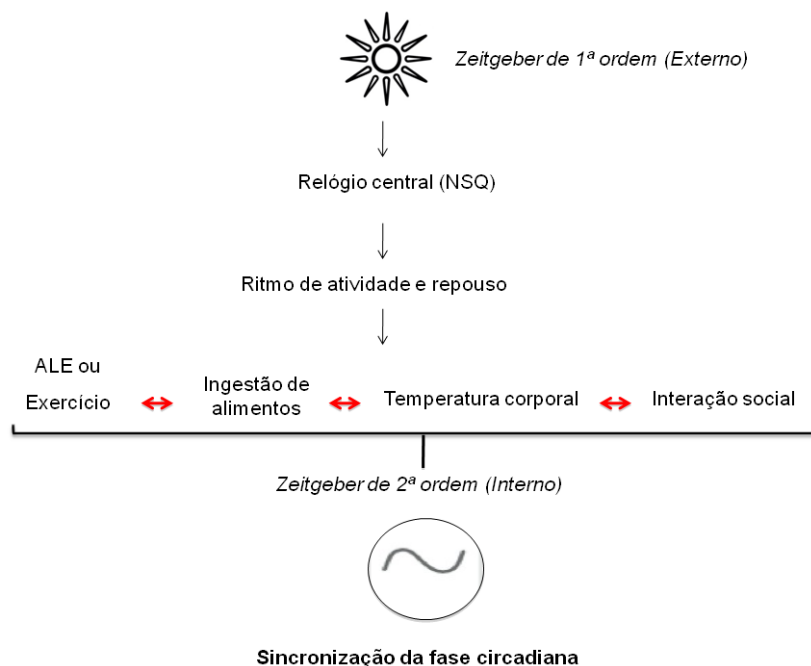 Zeitgeber de 1ª ordem (Externo)
Relógio central (NSQ)
Ritmo de atividade e repouso
ALE ou
Exercício
Ingestão de
alimentos
Temperatura corporal
Interação social
Zeitgeber de 2ª ordem (Interno)
Sincronização da fase circadiana